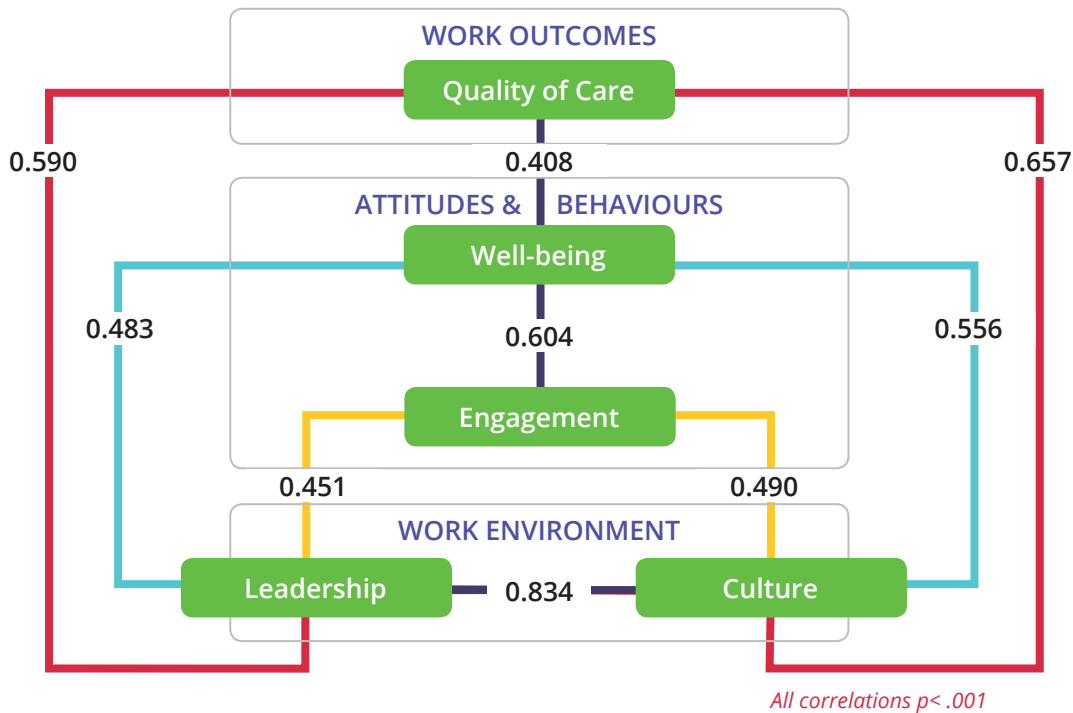 WORK OUTCOMES
Quality of Care
0.590
0.408
0.657
ATTITUDES & BEHAVIOURS
Well-being
0.483
0.604
0.556
Engagement
0.451
0.490
WORK ENVIRONMENT
Leadership
0.834
Culture
All correlations p< .001